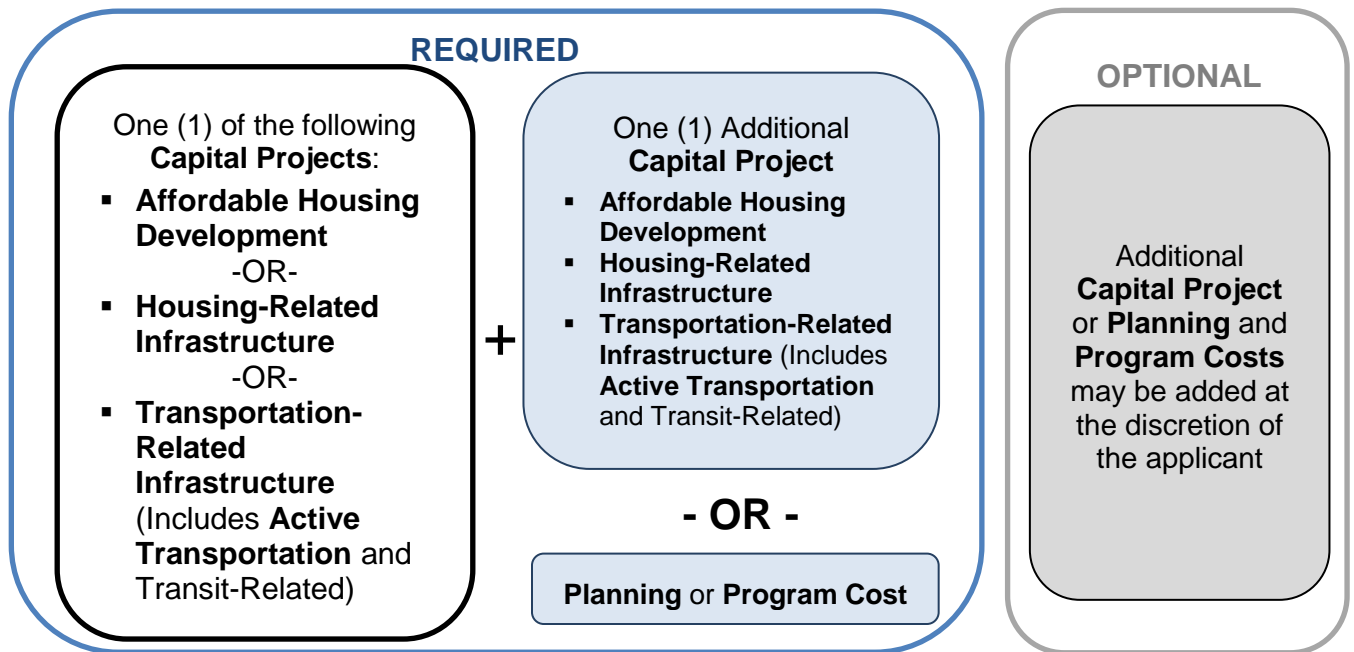 REQUIRED
One (1) of the following
Capital Projects:
▪ Affordable Housing
Development
-OR-
▪ Housing-Related
Infrastructure
-OR-
▪ Transportation-
Related
Infrastructure
(Includes Active
Transportation and
Transit-Related)
+
One (1) Additional
Capital Project
▪ Affordable Housing
Development
▪ Housing-Related
Infrastructure
▪ Transportation-Related
Infrastructure (Includes
Active Transportation
and Transit-Related)
- OR -
Planning or Program Cost
OPTIONAL
Additional
Capital Project
or Planning and
Program Costs
may be added at
the discretion of
the applicant